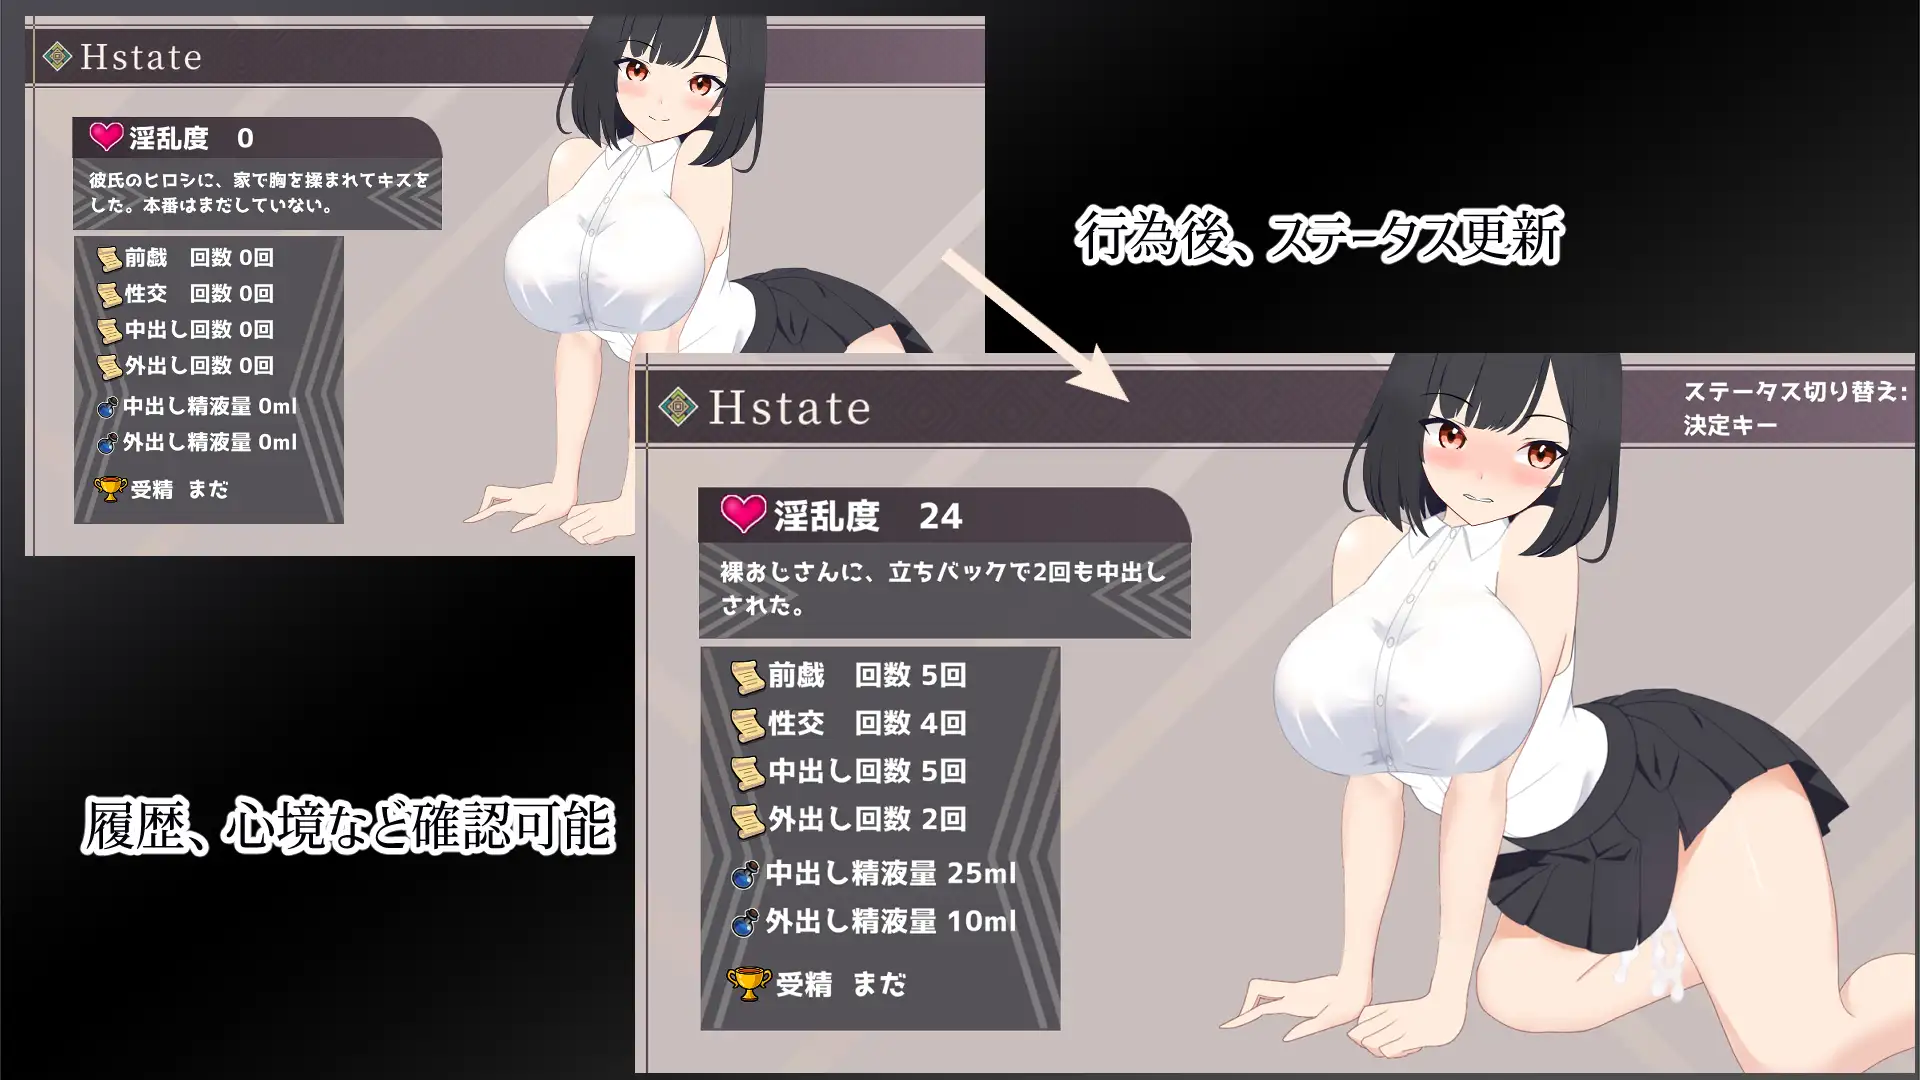 Hstate
淫乱度 0
彼氏のヒロシに、家で胸を揉まれてキスを
した。本番はまだしていない。
前戯 回数 0回
性交 回数 0回
中出し回数 0回
外出し回数 0回
中出し精液量 0ml
外出し精液量 0ml
受精 まだ
行為後、ステータス更新
Hstate
ステータス切り替え:
決定キー
淫乱度 24
裸おじさんに、立ちバックで2回も中出し
された。
前戯 回数 5回
性交 回数 4回
中出し回数 5回
外出し回数 2回
中出し精液量 25ml
外出し精液量 10ml
受精 まだ
履歴、心境など確認可能